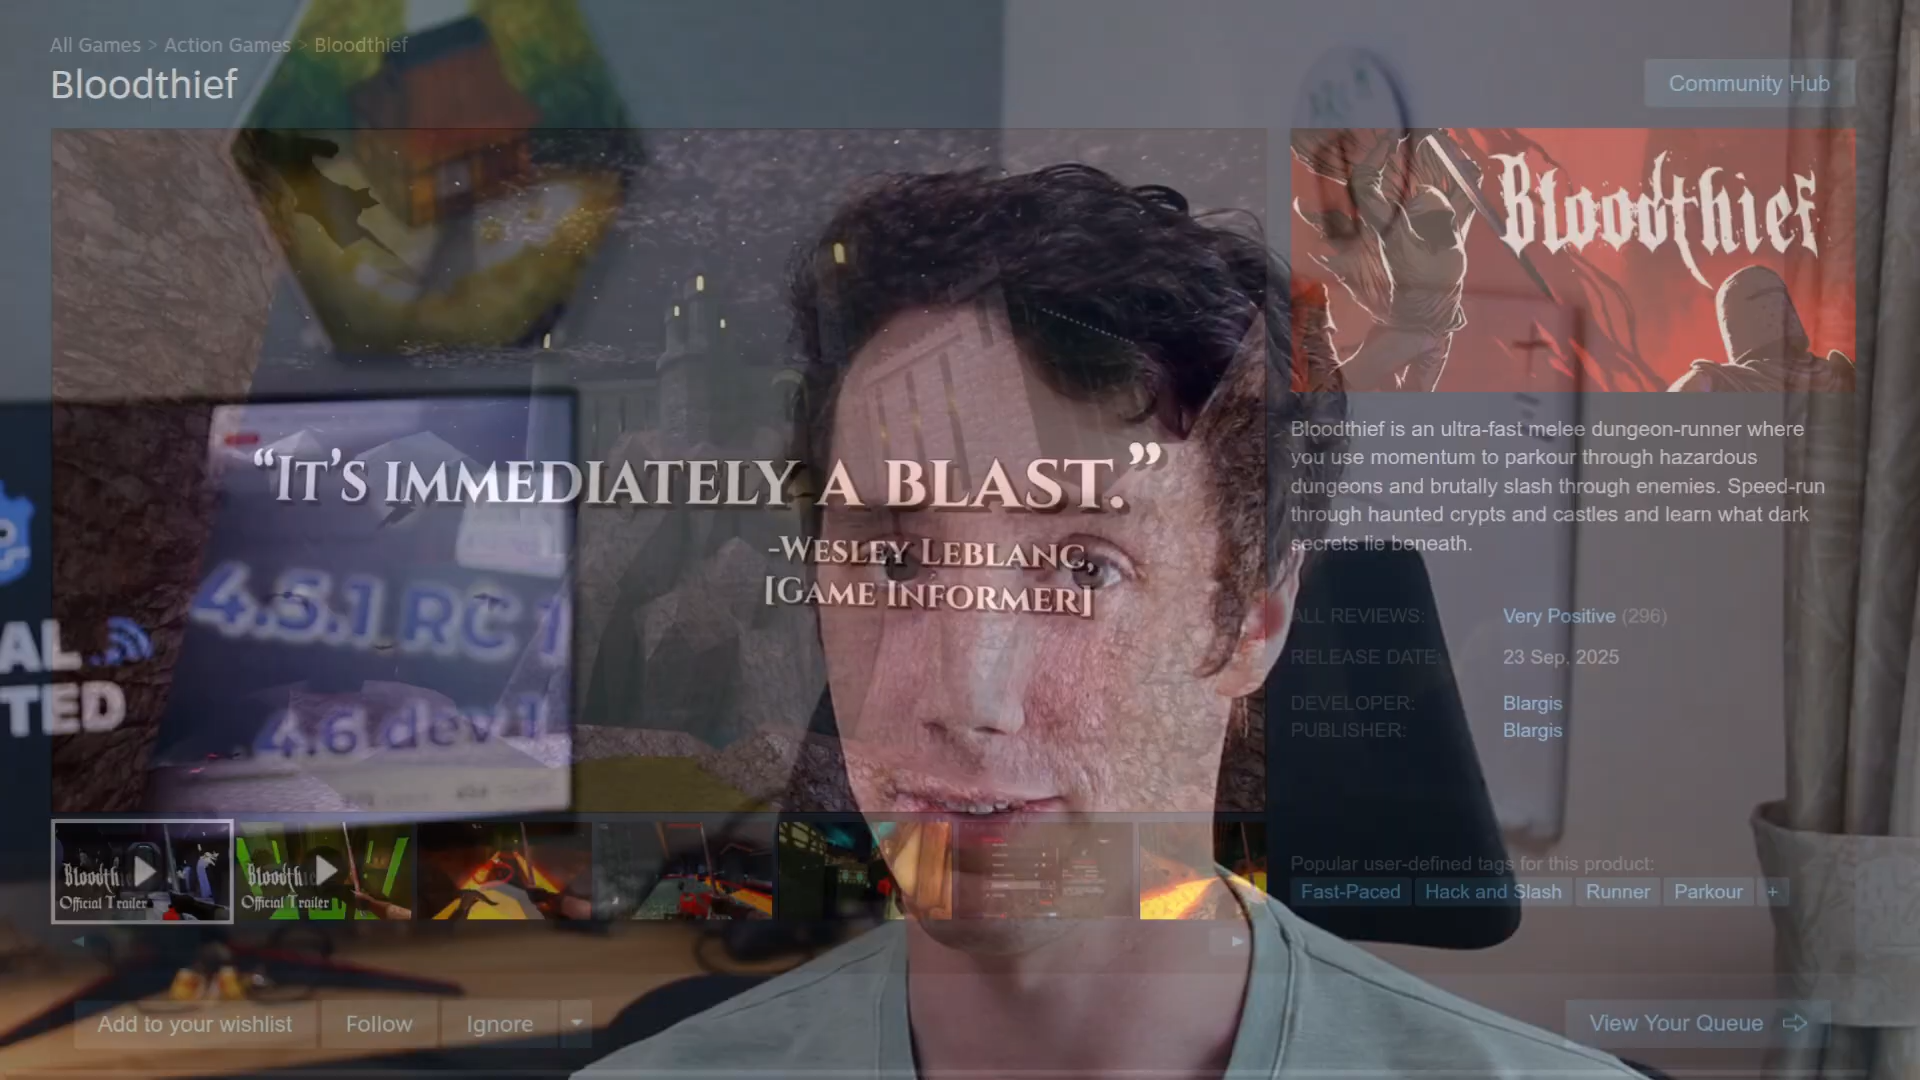 All Games > Action Games > Bloodthief
Bloodthief
Community Hub
Bloodthief
“IT’S IMMEDIATELY A BLAST.”
-WESLEY LEBLANC,
[GAME INFORMER]
Bloodthief is an ultra-fast melee dungeon-runner where
you use momentum to parkour through hazardous
dungeons and brutally slash through enemies. Speed-run
through haunted crypts and castles and learn what dark
secrets lie beneath.
ALL REVIEWS: Very Positive (296)
RELEASE DATE: 23 Sep, 2025
DEVELOPER: Blargis
PUBLISHER: Blargis
4.5.1 RC 1
4.6 dev 1
AL
TED
Official Trailer
Official Trailer
Popular user-defined tags for this product:
Fast-Paced Hack and Slash Runner Parkour +
Add to your wishlist Follow Ignore
View Your Queue